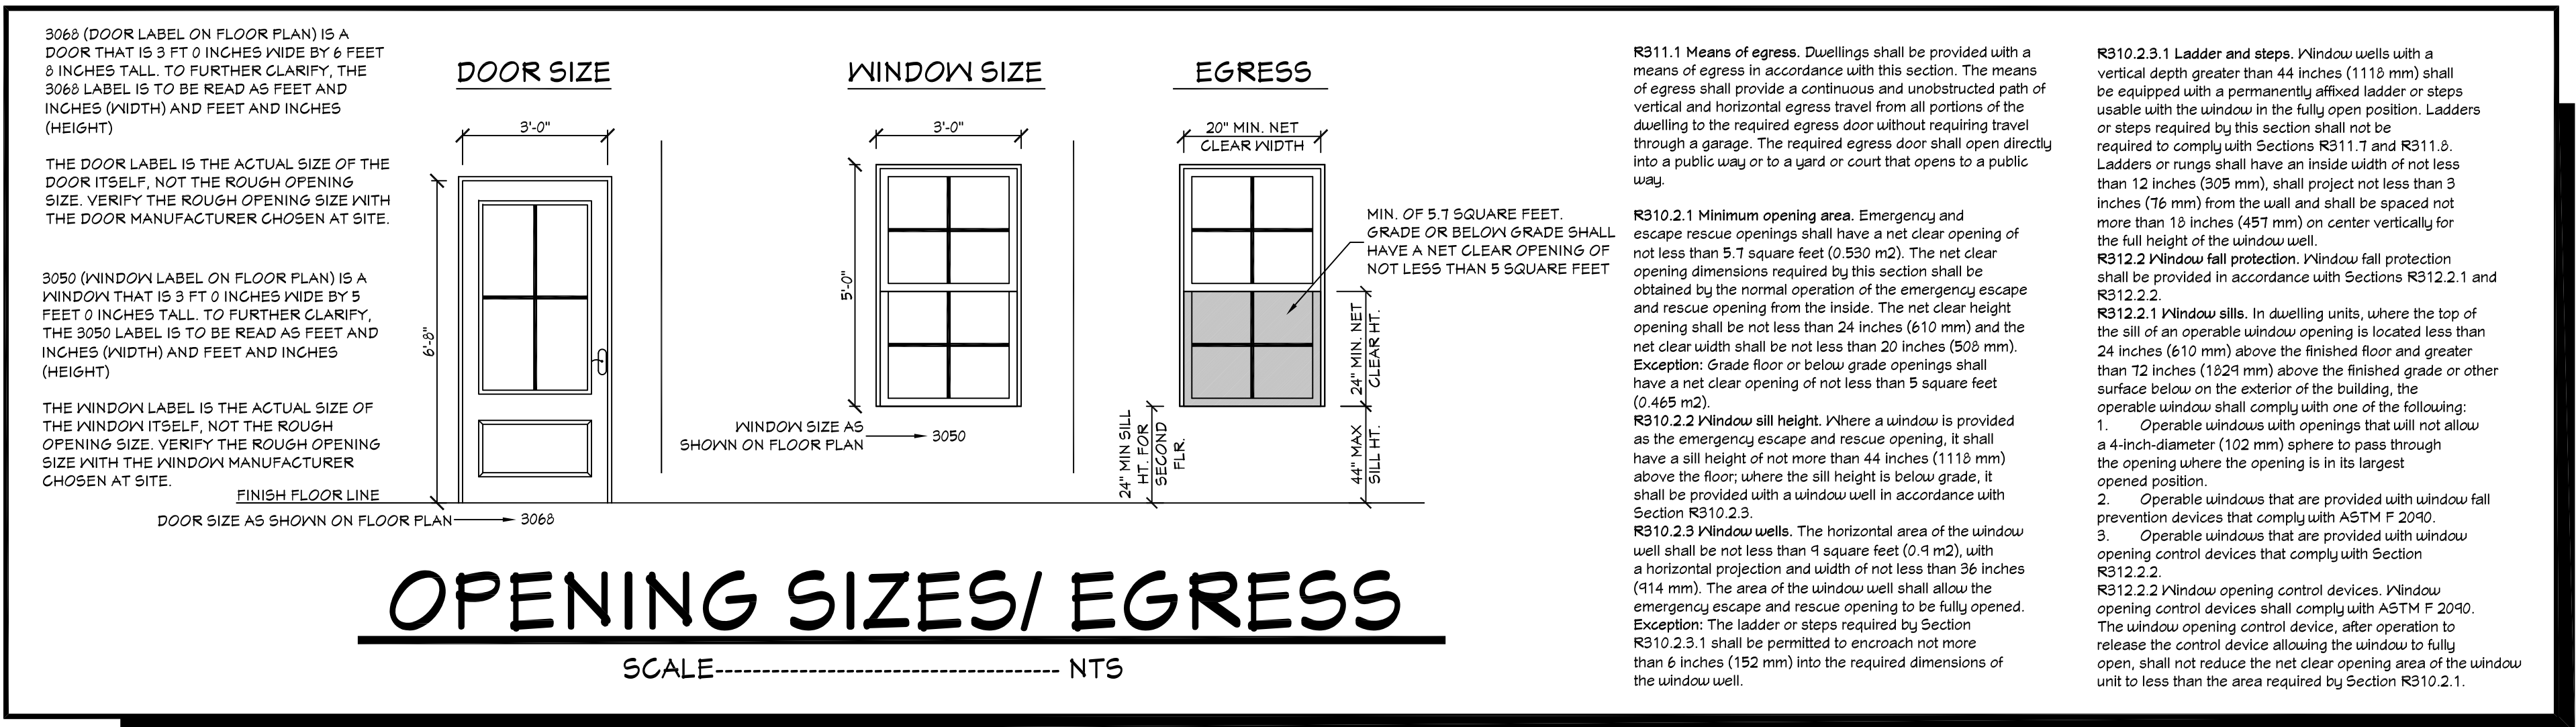 3068 (DOOR LABEL ON FLOOR PLAN) IS A
DOOR THAT IS 3 FT 0 INCHES WIDE BY 6 FEET
8 INCHES TALL. TO FURTHER CLARIFY, THE
3068 LABEL IS TO BE READ AS FEET AND
INCHES (WIDTH) AND FEET AND INCHES
(HEIGHT)
THE DOOR LABEL IS THE ACTUAL SIZE OF THE
DOOR ITSELF, NOT THE ROUGH OPENING
SIZE. VERIFY THE ROUGH OPENING SIZE WITH
THE DOOR MANUFACTURER CHOSEN AT SITE.
3050 (WINDOW LABEL ON FLOOR PLAN) IS A
WINDOW THAT IS 3 FT 0 INCHES WIDE BY 5
FEET 0 INCHES TALL. TO FURTHER CLARIFY,
THE 3050 LABEL IS TO BE READ AS FEET AND
INCHES (WIDTH) AND FEET AND INCHES
(HEIGHT)
THE WINDOW LABEL IS THE ACTUAL SIZE OF
THE WINDOW ITSELF, NOT THE ROUGH
OPENING SIZE. VERIFY THE ROUGH OPENING
SIZE WITH THE WINDOW MANUFACTURER
CHOSEN AT SITE.
FINISH FLOOR LINE
DOOR SIZE AS SHOWN ON FLOOR PLAN
3068
DOOR SIZE
3'-0"
6'-8"
WINDOW SIZE
3'-0"
5'-0"
WINDOW SIZE AS
SHOWN ON FLOOR PLAN
3050
EGRESS
20" MIN. NET
CLEAR WIDTH
MIN. OF 5.7 SQUARE FEET.
GRADE OR BELOW GRADE SHALL
HAVE A NET CLEAR OPENING OF
NOT LESS THAN 5 SQUARE FEET
24" MIN. NET
CLEAR HT.
24" MIN SILL
HT. FOR
SECOND
FLR.
44" MAX
SILL HT.
OPENING SIZES/ EGRESS
SCALE------------------------------------ NTS
R311.1 Means of egress. Dwellings shall be provided with a
means of egress in accordance with this section. The means
of egress shall provide a continuous and unobstructed path of
vertical and horizontal egress travel from all portions of the
dwelling to the required egress door without requiring travel
through a garage. The required egress door shall open directly
into a public way or to a yard or court that opens to a public
way.
R310.2.1 Minimum opening area. Emergency and
escape rescue openings shall have a net clear opening of
not less than 5.7 square feet (0.530 m2). The net clear
opening dimensions required by this section shall be
obtained by the normal operation of the emergency escape
and rescue opening from the inside. The net clear height
opening shall be not less than 24 inches (610 mm) and the
net clear width shall be not less than 20 inches (508 mm).
Exception: Grade floor or below grade openings shall
have a net clear opening of not less than 5 square feet
(0.465 m2).
R310.2.2 Window sill height. Where a window is provided
as the emergency escape and rescue opening, it shall
have a sill height of not more than 44 inches (1118 mm)
above the floor; where the sill height is below grade, it
shall be provided with a window well in accordance with
Section R310.2.3.
R310.2.3 Window wells. The horizontal area of the window
well shall be not less than 9 square feet (0.9 m2), with
a horizontal projection and width of not less than 36 inches
(914 mm). The area of the window well shall allow the
emergency escape and rescue opening to be fully opened.
Exception: The ladder or steps required by Section
R310.2.3.1 shall be permitted to encroach not more
than 6 inches (152 mm) into the required dimensions of
the window well.
R310.2.3.1 Ladder and steps. Window wells with a
vertical depth greater than 44 inches (1118 mm) shall
be equipped with a permanently affixed ladder or steps
usable with the window in the fully open position. Ladders
or steps required by this section shall not be
required to comply with Sections R311.7 and R311.8.
Ladders or rungs shall have an inside width of not less
than 12 inches (305 mm), shall project not less than 3
inches (76 mm) from the wall and shall be spaced not
more than 18 inches (457 mm) on center vertically for
the full height of the window well.
R312.2 Window fall protection. Window fall protection
shall be provided in accordance with Sections R312.2.1 and
R312.2.2.
R312.2.1 Window sills. In dwelling units, where the top of
the sill of an operable window opening is located less than
24 inches (610 mm) above the finished floor and greater
than 72 inches (1829 mm) above the finished grade or other
surface below on the exterior of the building, the
operable window shall comply with one of the following:
1. Operable windows with openings that will not allow
a 4-inch-diameter (102 mm) sphere to pass through
the opening where the opening is in its largest
opened position.
2. Operable windows that are provided with window fall
prevention devices that comply with ASTM F 2090.
3. Operable windows that are provided with window
opening control devices that comply with Section
R312.2.2.
R312.2.2 Window opening control devices. Window
opening control devices shall comply with ASTM F 2090.
The window opening control device, after operation to
release the control device allowing the window to fully
open, shall not reduce the net clear opening area of the window
unit to less than the area required by Section R310.2.1.